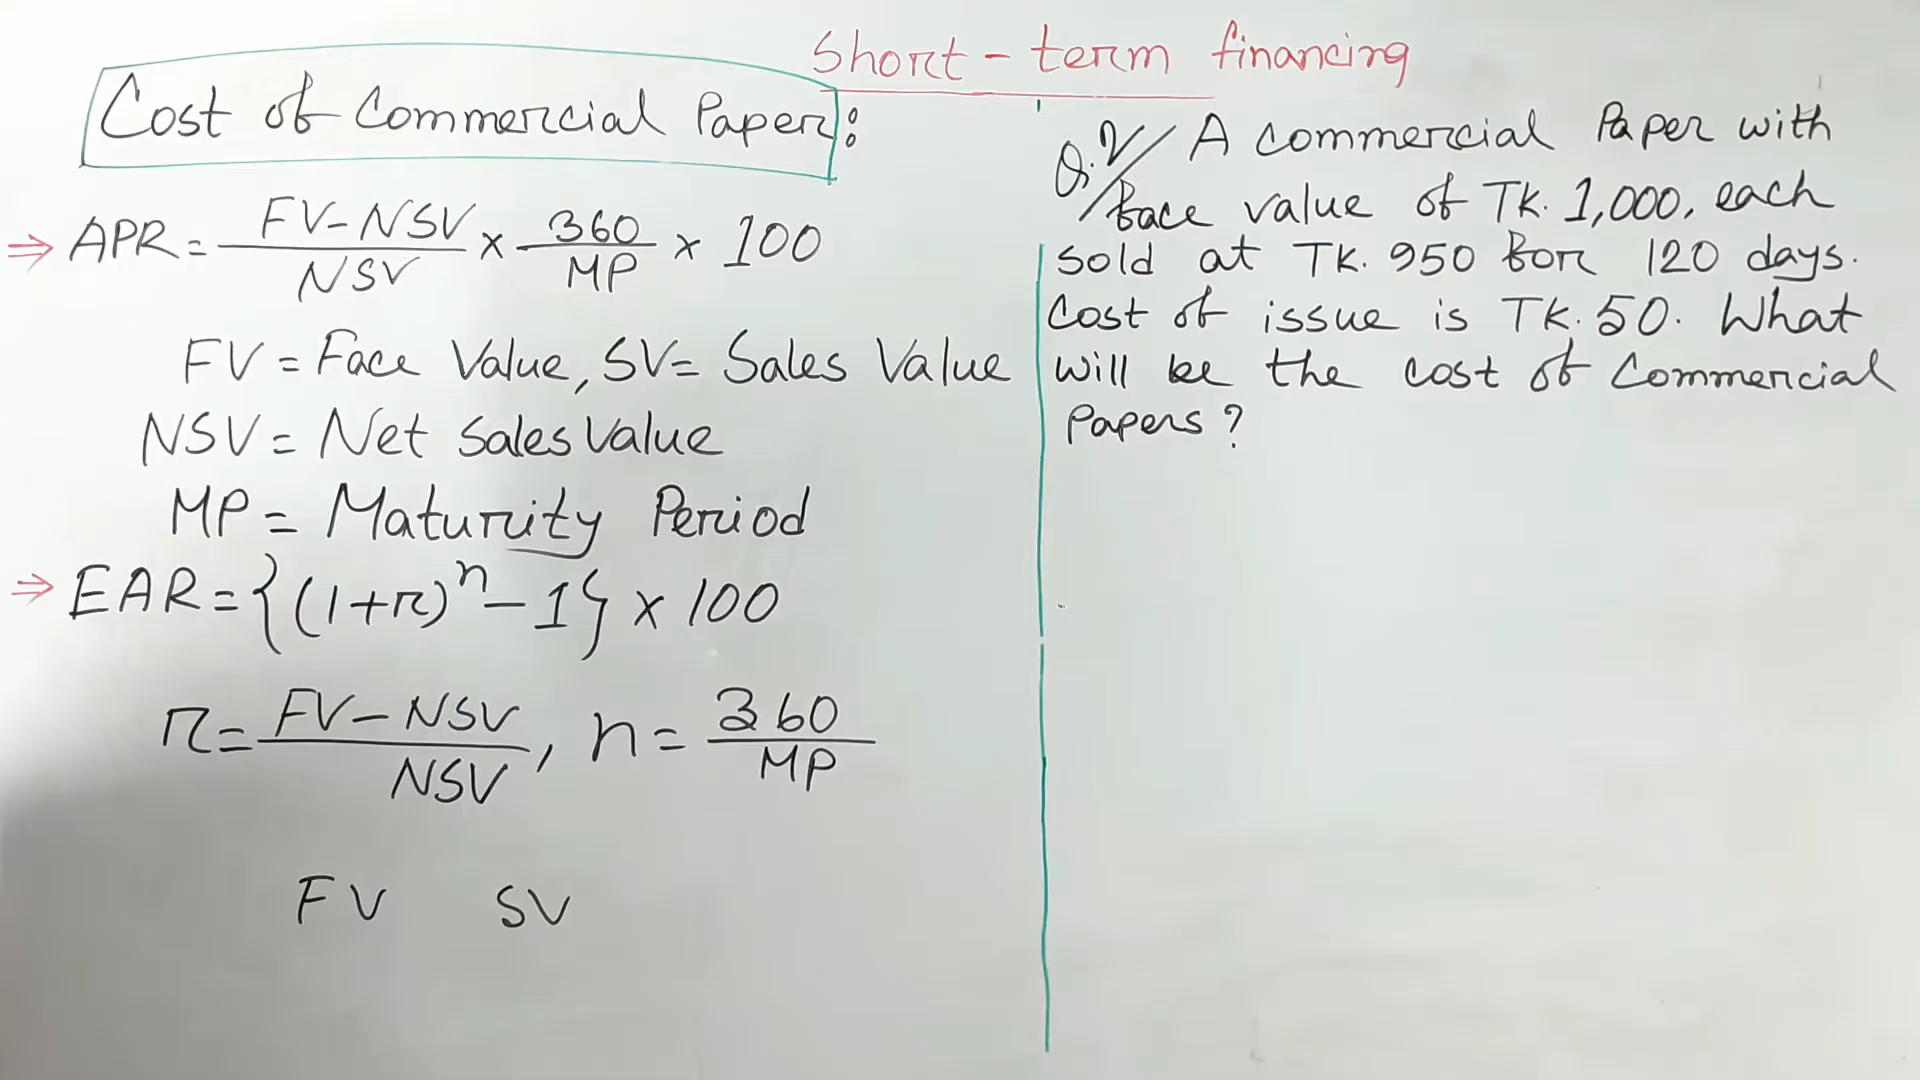 Short-term financing
Cost of Commercial Paper:
⇒ APR = FV-NSV / NSV × 360 / MP × 100
FV = Face Value, SV = Sales Value
NSV = Net Sales Value
MP = Maturity Period
⇒ EAR = {(1+r)^n - 1} × 100
r = FV-NSV / NSV, n = 360 / MP
FV SV
A commercial Paper with
face value of TK. 1,000, each
sold at TK. 950 for 120 days.
Cost of issue is TK. 50. What
will be the cost of Commercial
Papers?